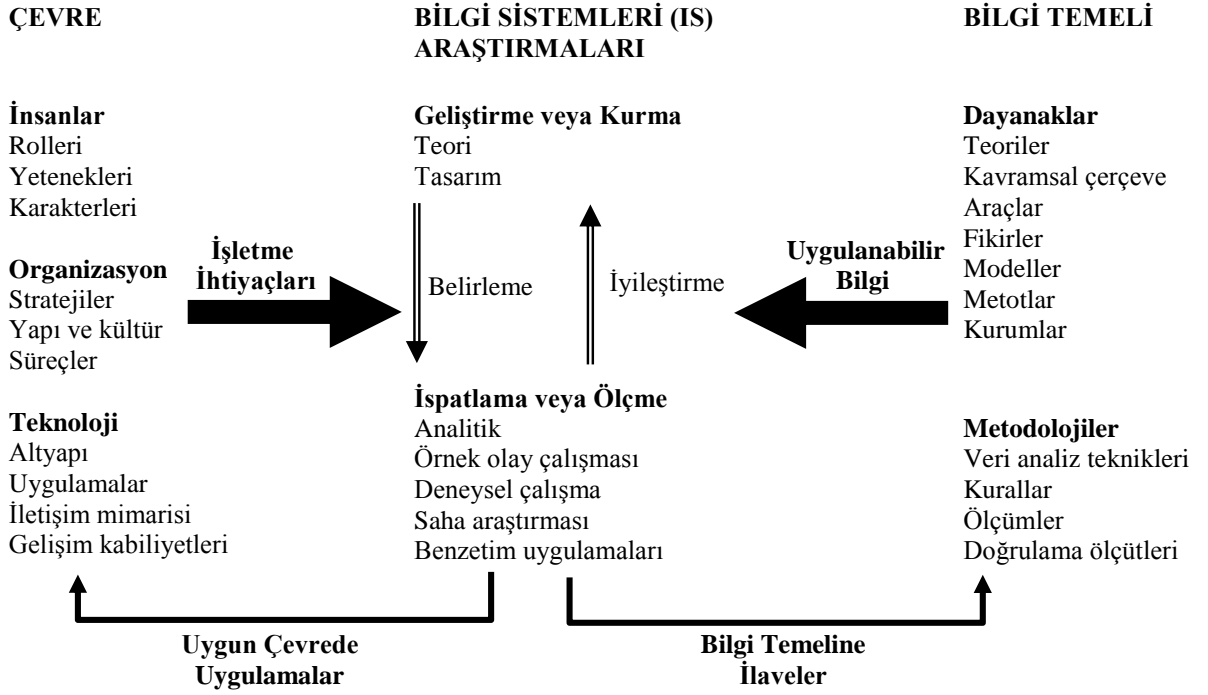 ÇEVRE
BİLGİ SİSTEMLERİ (IS)
ARAŞTIRMALARI
BİLGİ TEMELİ
İnsanlar
Rolleri
Yetenekleri
Karakterleri
Organizasyon
Stratejiler
Yapı ve kültür
Süreçler
Teknoloji
Altyapı
Uygulamalar
İletişim mimarisi
Gelişim kabiliyetleri
İşletme
İhtiyaçları
Geliştirme veya Kurma
Teori
Tasarım
Belirleme
İyileştirme
İspatlama veya Ölçme
Analitik
Örnek olay çalışması
Deneysel çalışma
Saha araştırması
Benzetim uygulamaları
Uygulanabilir
Bilgi
Dayanaklar
Teoriler
Kavramsal çerçeve
Araçlar
Fikirler
Modeller
Metotlar
Kurumlar
Metodolojiler
Veri analiz teknikleri
Kurallar
Ölçümler
Doğrulama ölçütleri
Uygun Çevrede
Uygulamalar
Bilgi Temeline
İlaveler